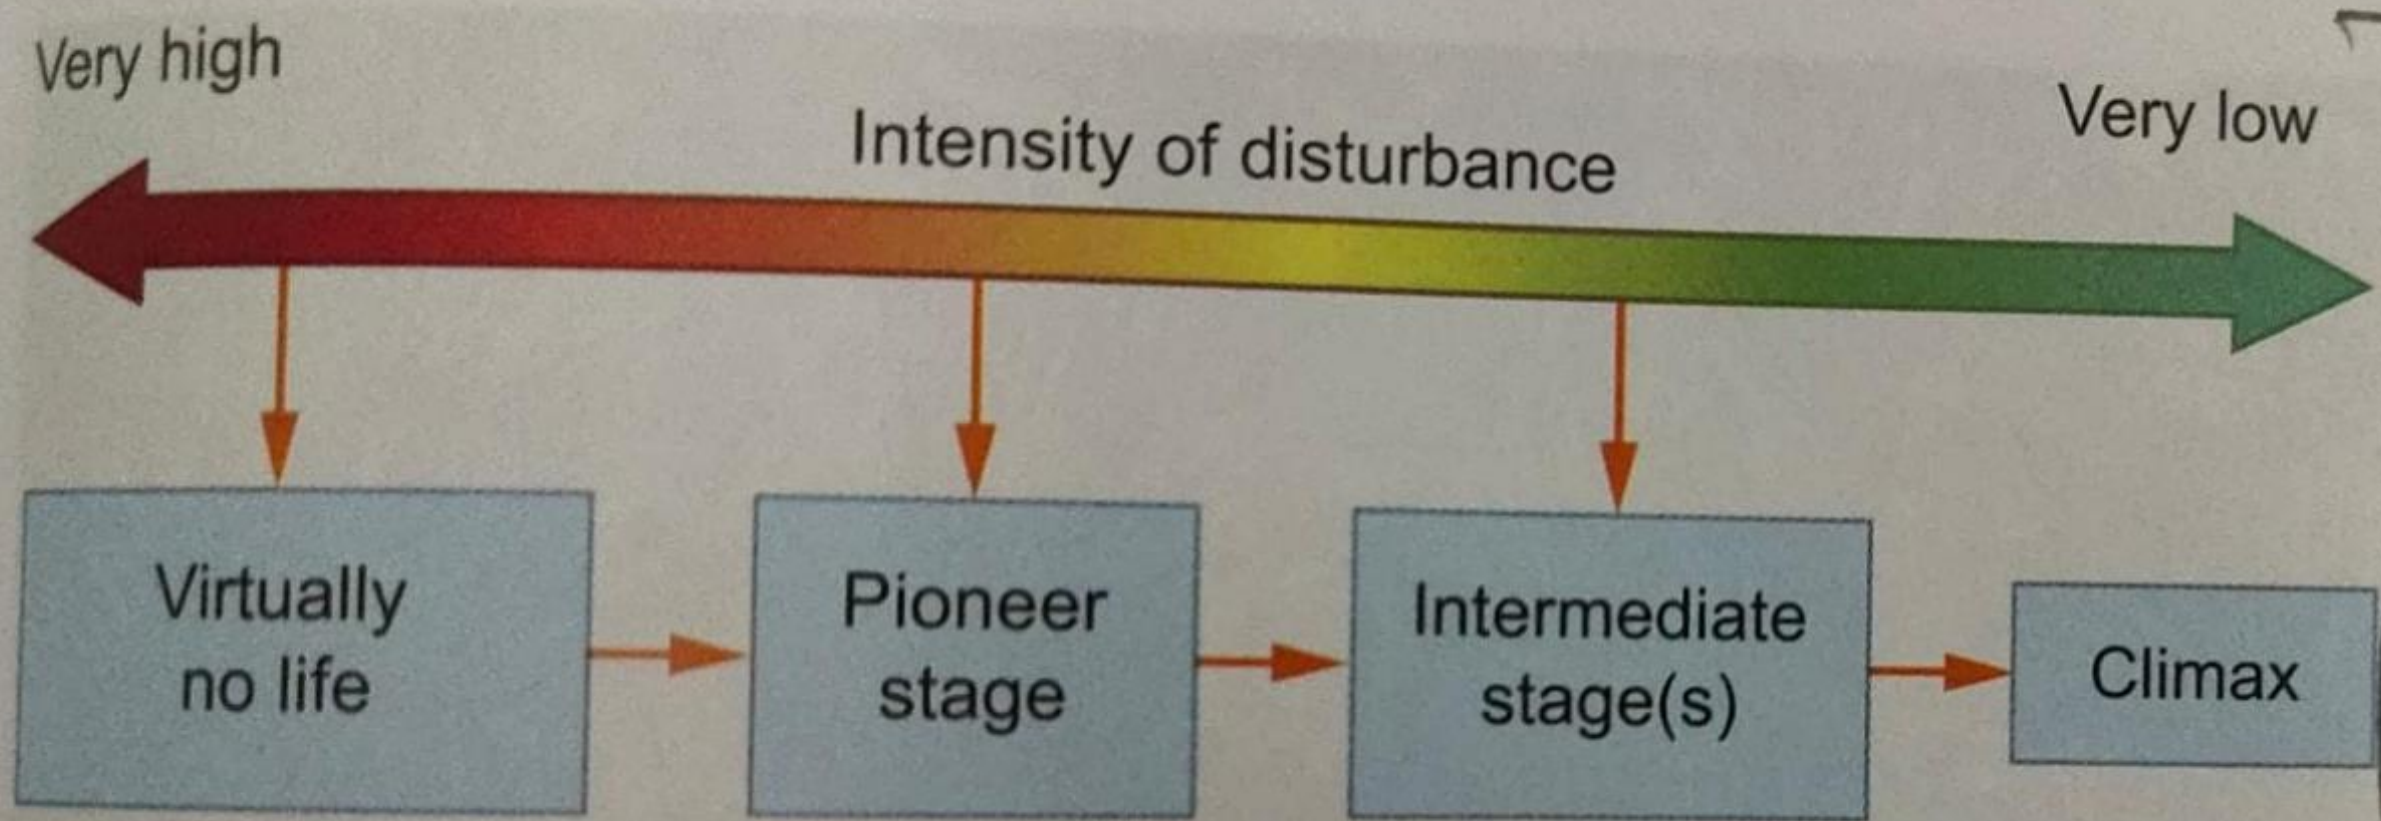 Very high
Intensity of disturbance
Very low
Virtually
no life
Pioneer
stage
Intermediate
stage(s)
Climax